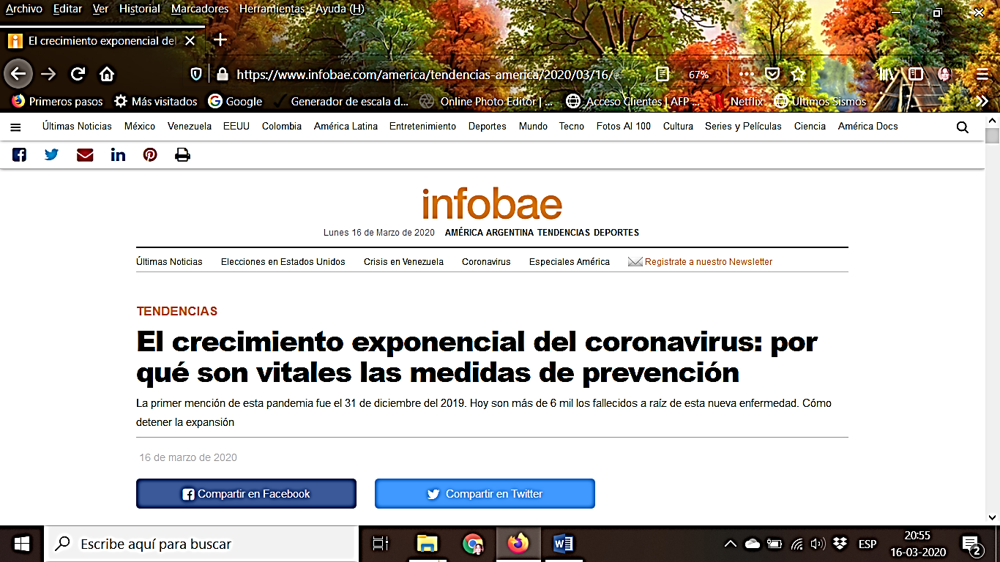 Archivo Editar Ver Historial Marcadores Herramientas Ayuda (H)
El crecimiento exponencial del
https://www.infobae.com/america/tendencias-america/2020/03/16/e
67%
Primeros pasos Más visitados Google Generador de escala d... Online Photo Editor | ... Acceso Clientes | AFP ... Netflix Últimos Sismos
Últimas Noticias México Venezuela EEUU Colombia América Latina Entretenimiento Deportes Mundo Tecno Fotos Al 100 Cultura Series y Películas Ciencia América Docs
infobae
Lunes 16 de Marzo de 2020 AMÉRICA ARGENTINA TENDENCIAS DEPORTES
Últimas Noticias Elecciones en Estados Unidos Crisis en Venezuela Coronavirus Especiales América Registrate a nuestro Newsletter
TENDENCIAS
El crecimiento exponencial del coronavirus: por
qué son vitales las medidas de prevención
La primer mención de esta pandemia fue el 31 de diciembre del 2019. Hoy son más de 6 mil los fallecidos a raíz de esta nueva enfermedad. Cómo
detener la expansión
16 de marzo de 2020
Compartir en Facebook Compartir en Twitter
Escribe aquí para buscar
ESP
20:55
16-03-2020
2